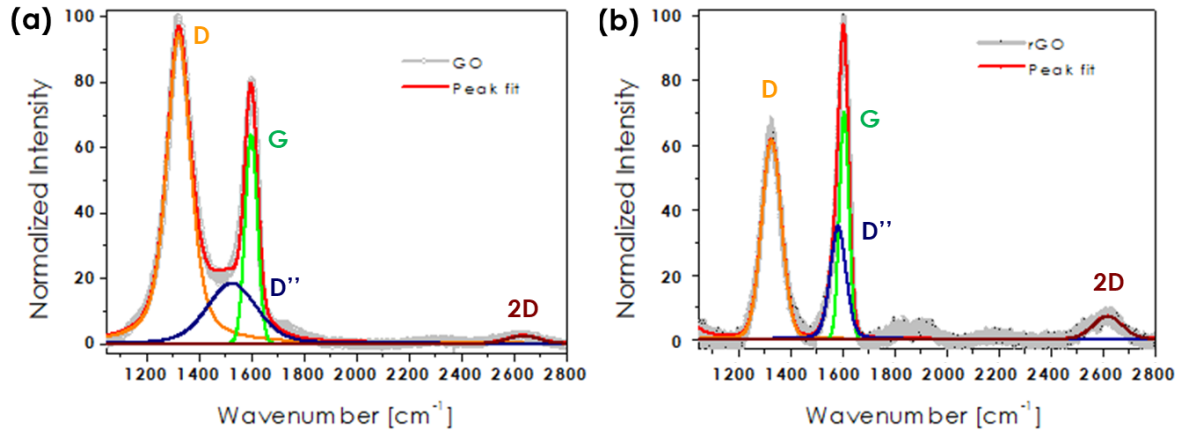 (a)
100
80
60
40
20
0
Normalized Intensity
D
G
D’’
2D
GO
Peak fit
1200 1400 1600 1800 2000 2200 2400 2600 2800
Wavenumber [cm⁻¹]
(b)
100
80
60
40
20
0
Normalized Intensity
D
G
D’’
2D
rGO
Peak fit
1200 1400 1600 1800 2000 2200 2400 2600 2800
Wavenumber [cm⁻¹]